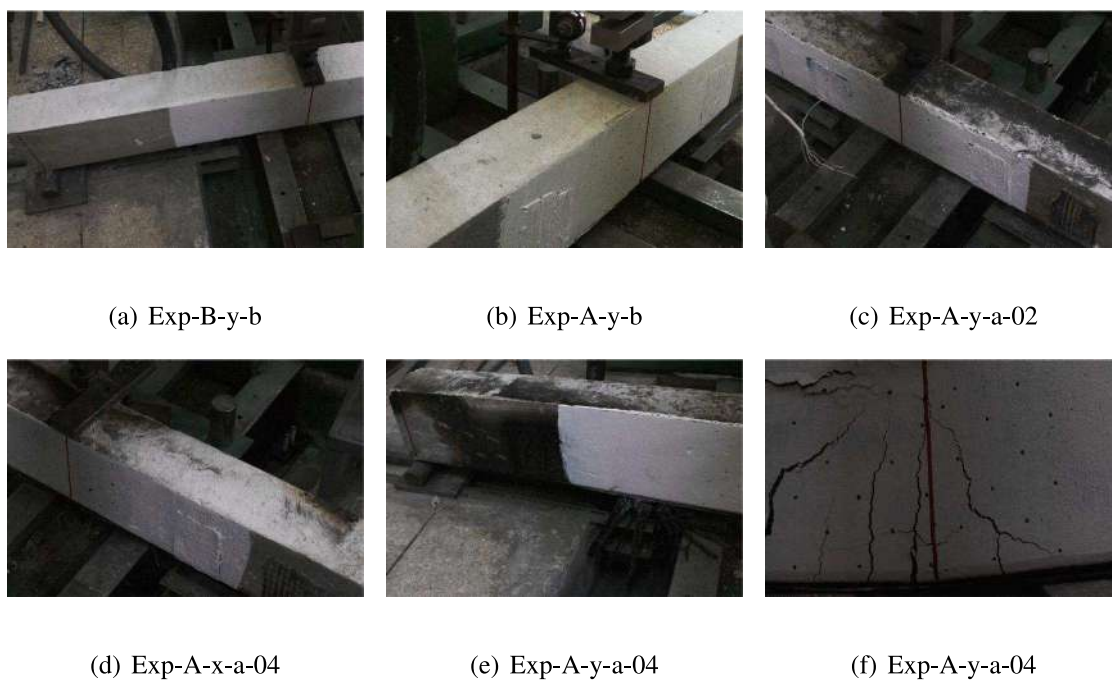 (a) Exp-B-y-b
(b) Exp-A-y-b
(c) Exp-A-y-a-02
(d) Exp-A-x-a-04
(e) Exp-A-y-a-04
(f) Exp-A-y-a-04